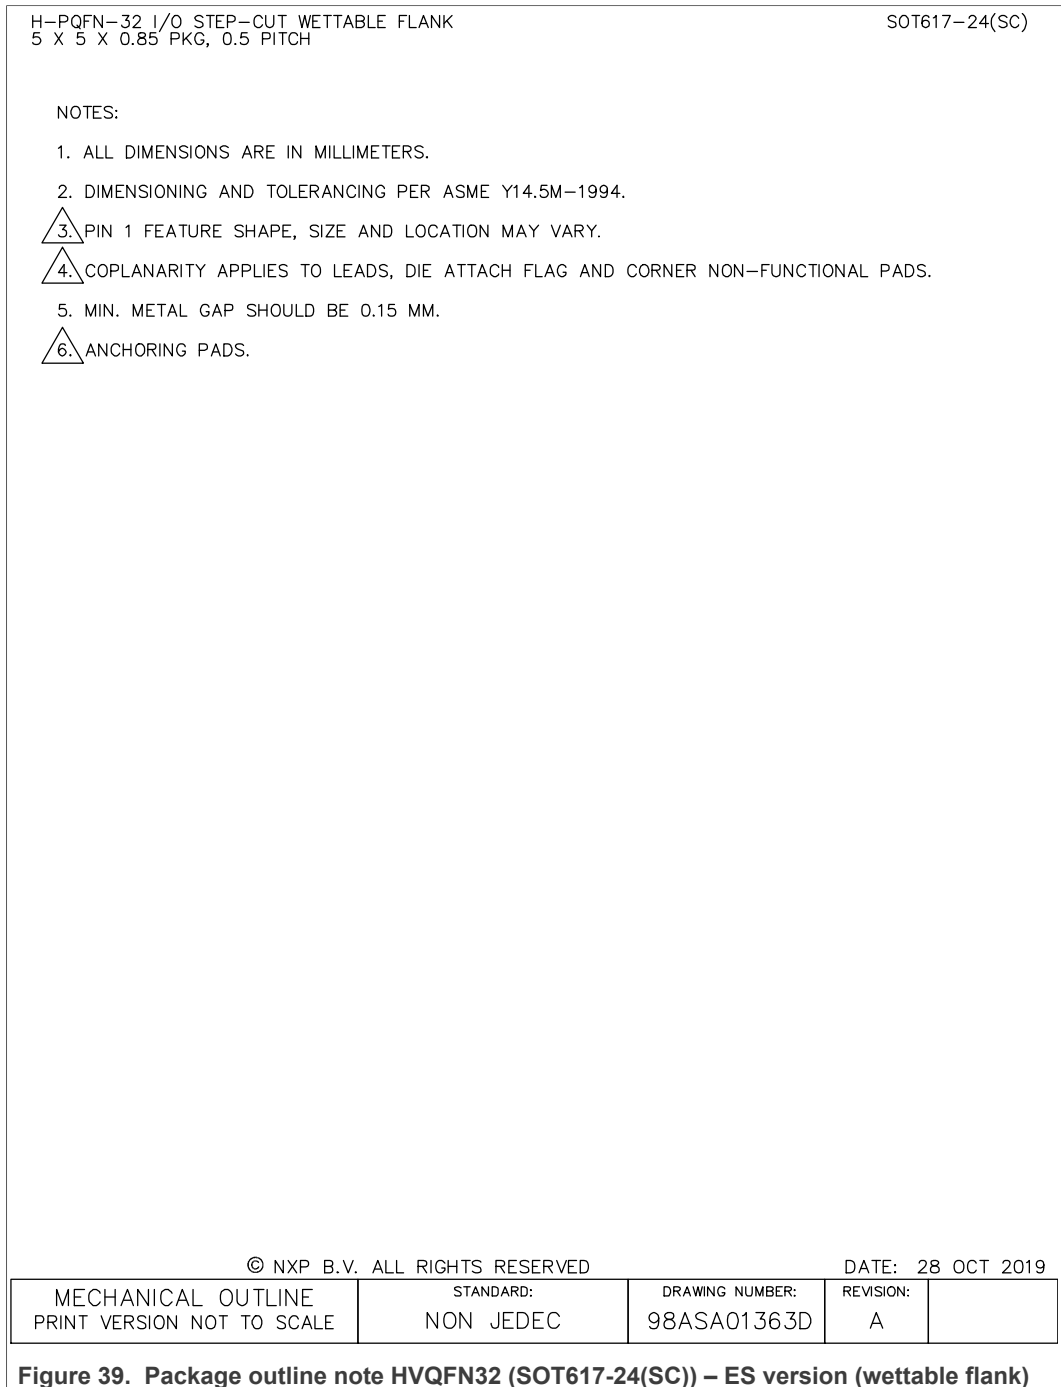 H-PQFN-32 I/O STEP-CUT WETTABLE FLANK
5 X 5 X 0.85 PKG, 0.5 PITCH
SOT617-24(SC)
NOTES:
1. ALL DIMENSIONS ARE IN MILLIMETERS.
2. DIMENSIONING AND TOLERANCING PER ASME Y14.5M-1994.
3. PIN 1 FEATURE SHAPE, SIZE AND LOCATION MAY VARY.
4. COPLANARITY APPLIES TO LEADS, DIE ATTACH FLAG AND CORNER NON-FUNCTIONAL PADS.
5. MIN. METAL GAP SHOULD BE 0.15 MM.
6. ANCHORING PADS.
© NXP B.V. ALL RIGHTS RESERVED
DATE: 28 OCT 2019
MECHANICAL OUTLINE
PRINT VERSION NOT TO SCALE
STANDARD:
NON JEDEC
DRAWING NUMBER:
98ASA01363D
REVISION:
A
Figure 39. Package outline note HVQFN32 (SOT617-24(SC)) – ES version (wettable flank)